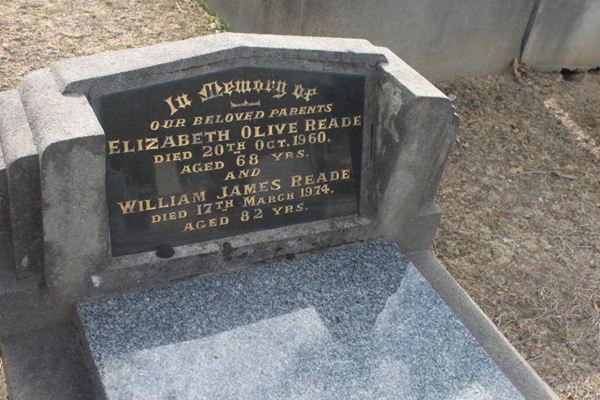 In Memory of
OUR BELOVED PARENTS
ELIZABETH OLIVE READE
DIED 20TH OCT. 1960.
AGED 68 YRS.
AND
WILLIAM JAMES READE
DIED 17TH MARCH 1974.
AGED 82 YRS.